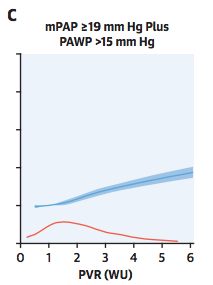 C
mPAP ≥19 mm Hg Plus
PAWP >15 mm Hg
0 1 2 3 4 5 6
PVR (WU)